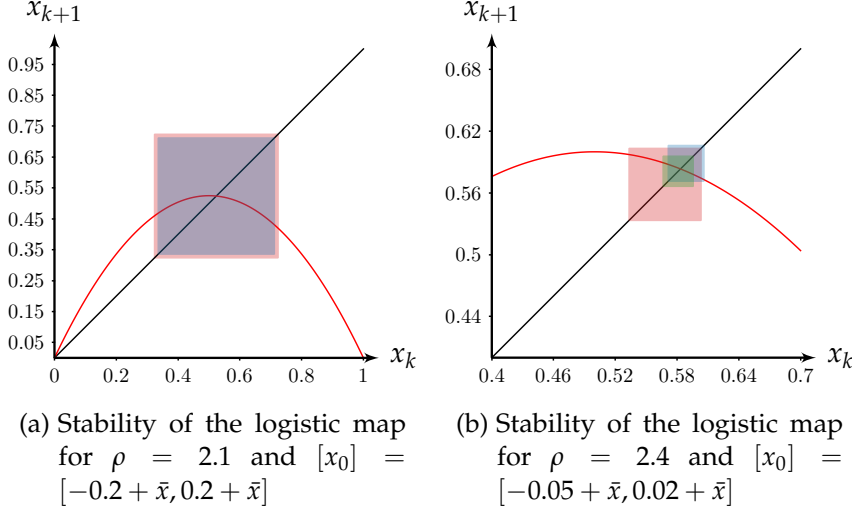 x_{k+1}
0.95
0.85
0.75
0.65
0.55
0.45
0.35
0.25
0.15
0.05
0 0.2 0.4 0.6 0.8 1
x_k
(a) Stability of the logistic map
for ρ = 2.1 and [x_0] =
[−0.2 + x̄, 0.2 + x̄]
x_{k+1}
0.68
0.62
0.56
0.5
0.44
0.4 0.46 0.52 0.58 0.64 0.7
x_k
(b) Stability of the logistic map
for ρ = 2.4 and [x_0] =
[−0.05 + x̄, 0.02 + x̄]